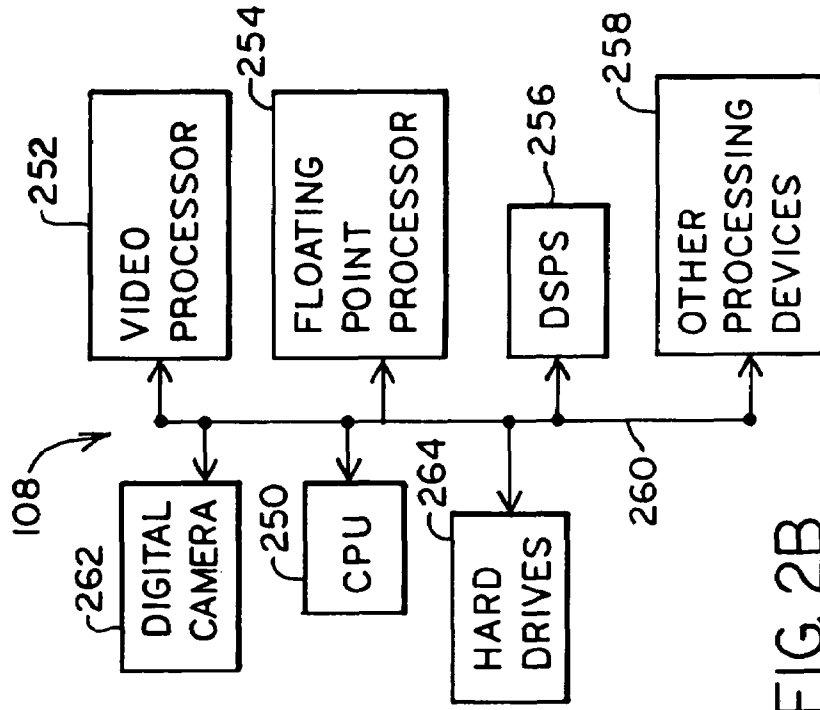 108
262
DIGITAL
CAMERA
252
VIDEO
PROCESSOR
250
CPU
254
FLOATING
POINT
PROCESSOR
264
HARD
DRIVES
256
DSPS
258
OTHER
PROCESSING
DEVICES
260
FIG. 2B